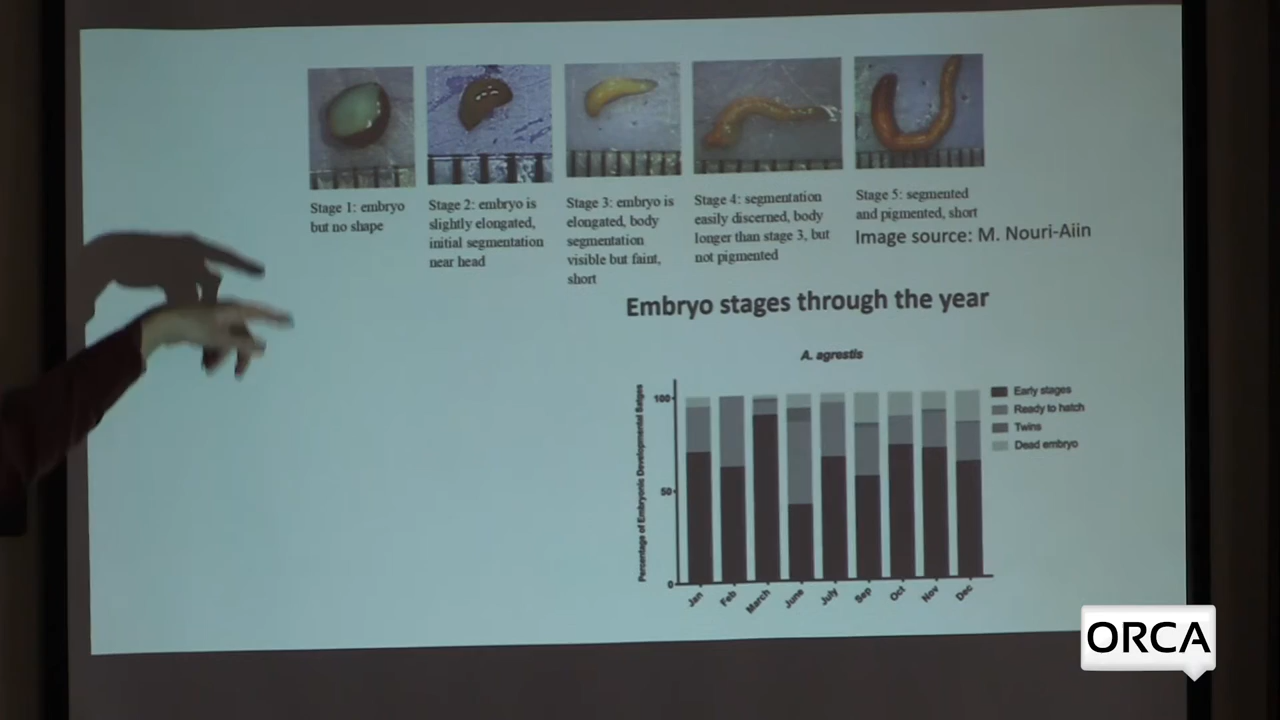 Stage 1: embryo
but no shape
Stage 2: embryo is
slightly elongated,
initial segmentation
near head
Stage 3: embryo is
elongated, body
segmentation
visible but faint,
short
Stage 4: segmentation
easily discerned, body
longer than stage 3, but
not pigmented
Stage 5: segmented
and pigmented, short
Image source: M. Nouri-Aiin
Embryo stages through the year
A. agrestis
Percentage of Embryonic Developmental
100
50
0
Jan
Feb
March
June
July
Sep
Oct
Nov
Dec
Early stages
Ready to hatch
Twins
Dead embryo
ORCA